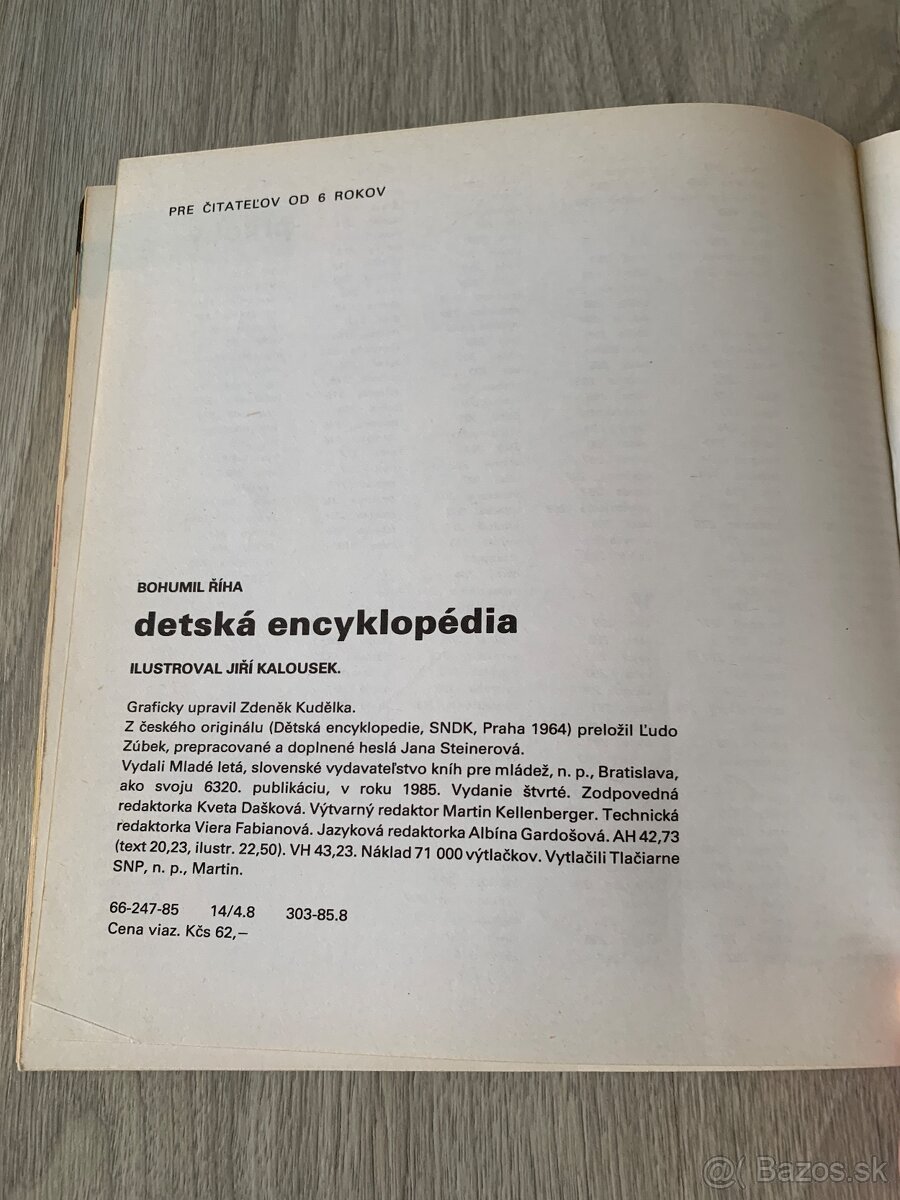 PRE ČITATEĽOV OD 6 ROKOV
BOHUMIL ŘÍHA
detská encyklopédia
ILUSTROVAL JIŘÍ KALOUSEK.
Graficky upravil Zdeněk Kudělka.
Z českého originálu (Dětská encyklopedie, SNDK, Praha 1964) preložil Ľudo
Zúbek, prepracované a doplnené heslá Jana Steinerová.
Vydali Mladé letá, slovenské vydavateľstvo kníh pre mládež, n. p., Bratislava,
ako svoju 6320. publikáciu, v roku 1985. Vydanie štvrté. Zodpovedná
redaktorka Kveta Dašková. Výtvarný redaktor Martin Kellenberger. Technická
redaktorka Viera Fabianová. Jazyková redaktorka Albína Gardošová. AH 42,73
(text 20,23, ilustr. 22,50). VH 43,23. Náklad 71 000 výtlačkov. Vytlačili Tlačiarne
SNP, n. p., Martin.
66-247-85 14/4.8 303-85.8
Cena viaz. Kčs 62,—
@( Bazos.sk